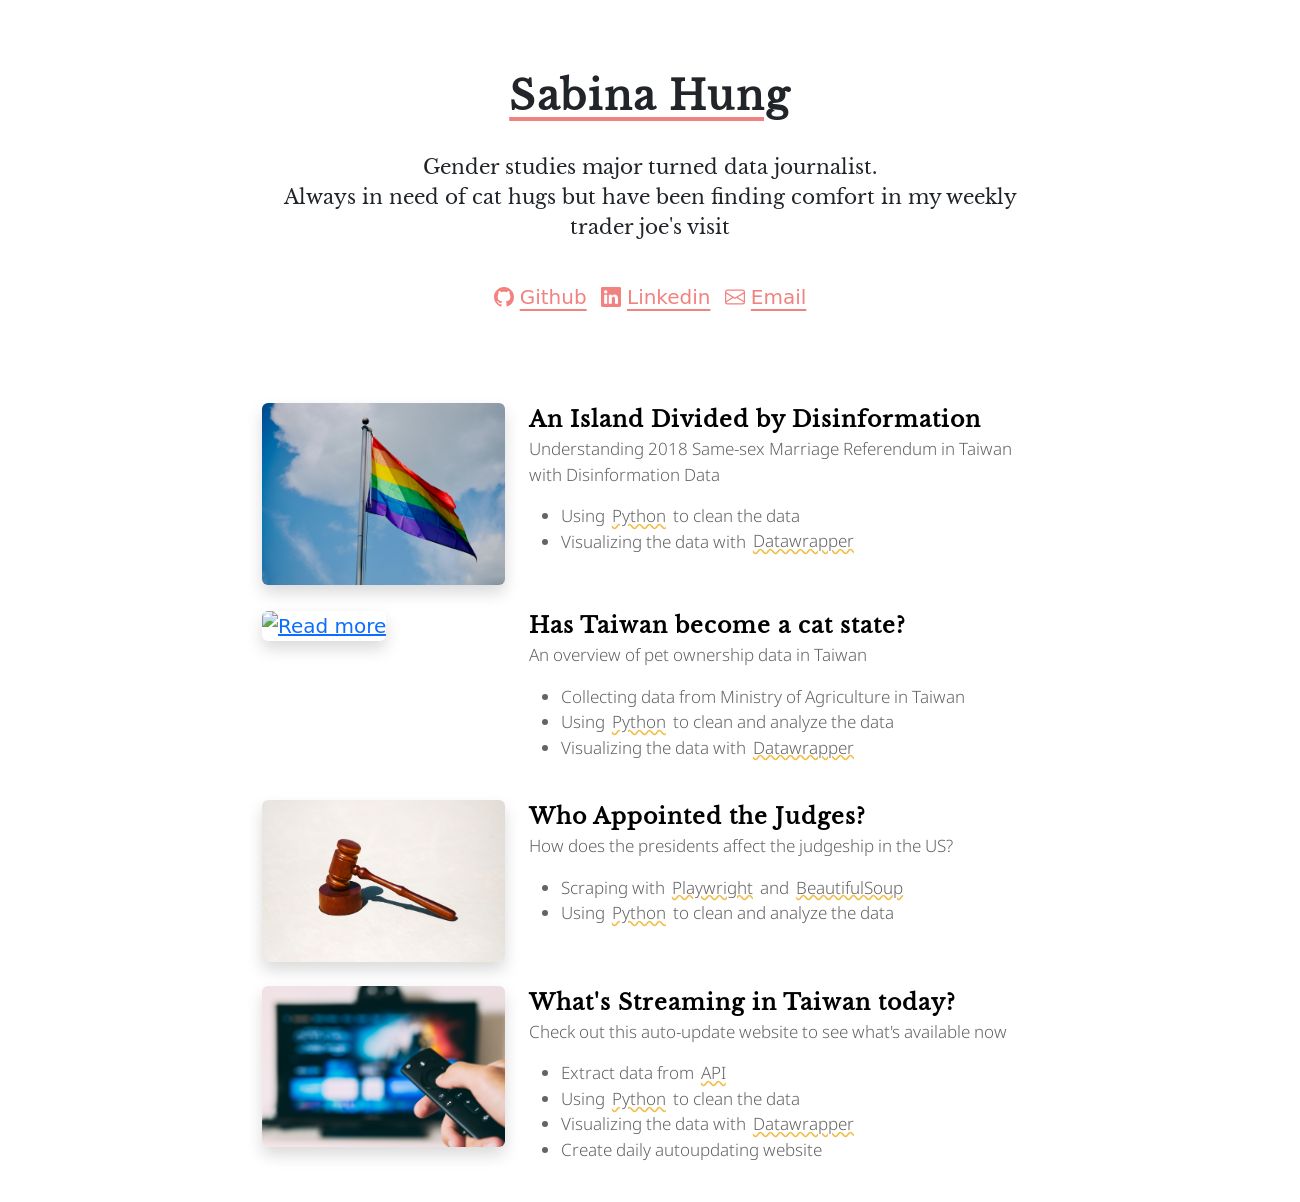 Sabina Hung
Gender studies major turned data journalist.
Always in need of cat hugs but have been finding comfort in my weekly
trader joe's visit
Github Linkedin Email
An Island Divided by Disinformation
Understanding 2018 Same-sex Marriage Referendum in Taiwan
with Disinformation Data
Using Python to clean the data
Visualizing the data with Datawrapper
Read more
Has Taiwan become a cat state?
An overview of pet ownership data in Taiwan
Collecting data from Ministry of Agriculture in Taiwan
Using Python to clean and analyze the data
Visualizing the data with Datawrapper
Who Appointed the Judges?
How does the presidents affect the judgeship in the US?
Scraping with Playwright and BeautifulSoup
Using Python to clean and analyze the data
What's Streaming in Taiwan today?
Check out this auto-update website to see what's available now
Extract data from API
Using Python to clean the data
Visualizing the data with Datawrapper
Create daily autoupdating website